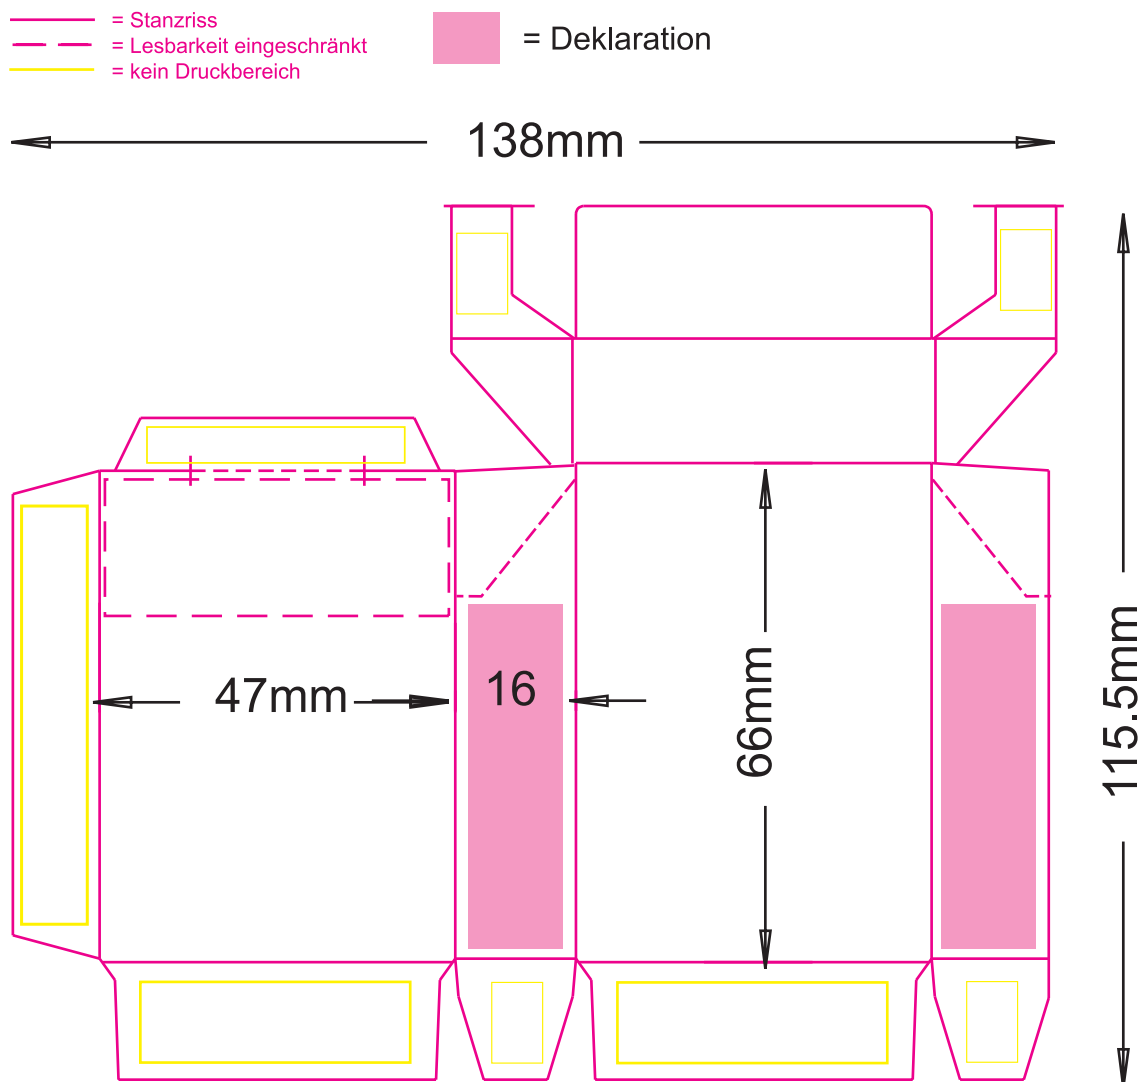 = Stanzriss
= Lesbarkeit eingeschränkt
= kein Druckbereich
= Deklaration
138mm
47mm
16
66mm
115,5mm